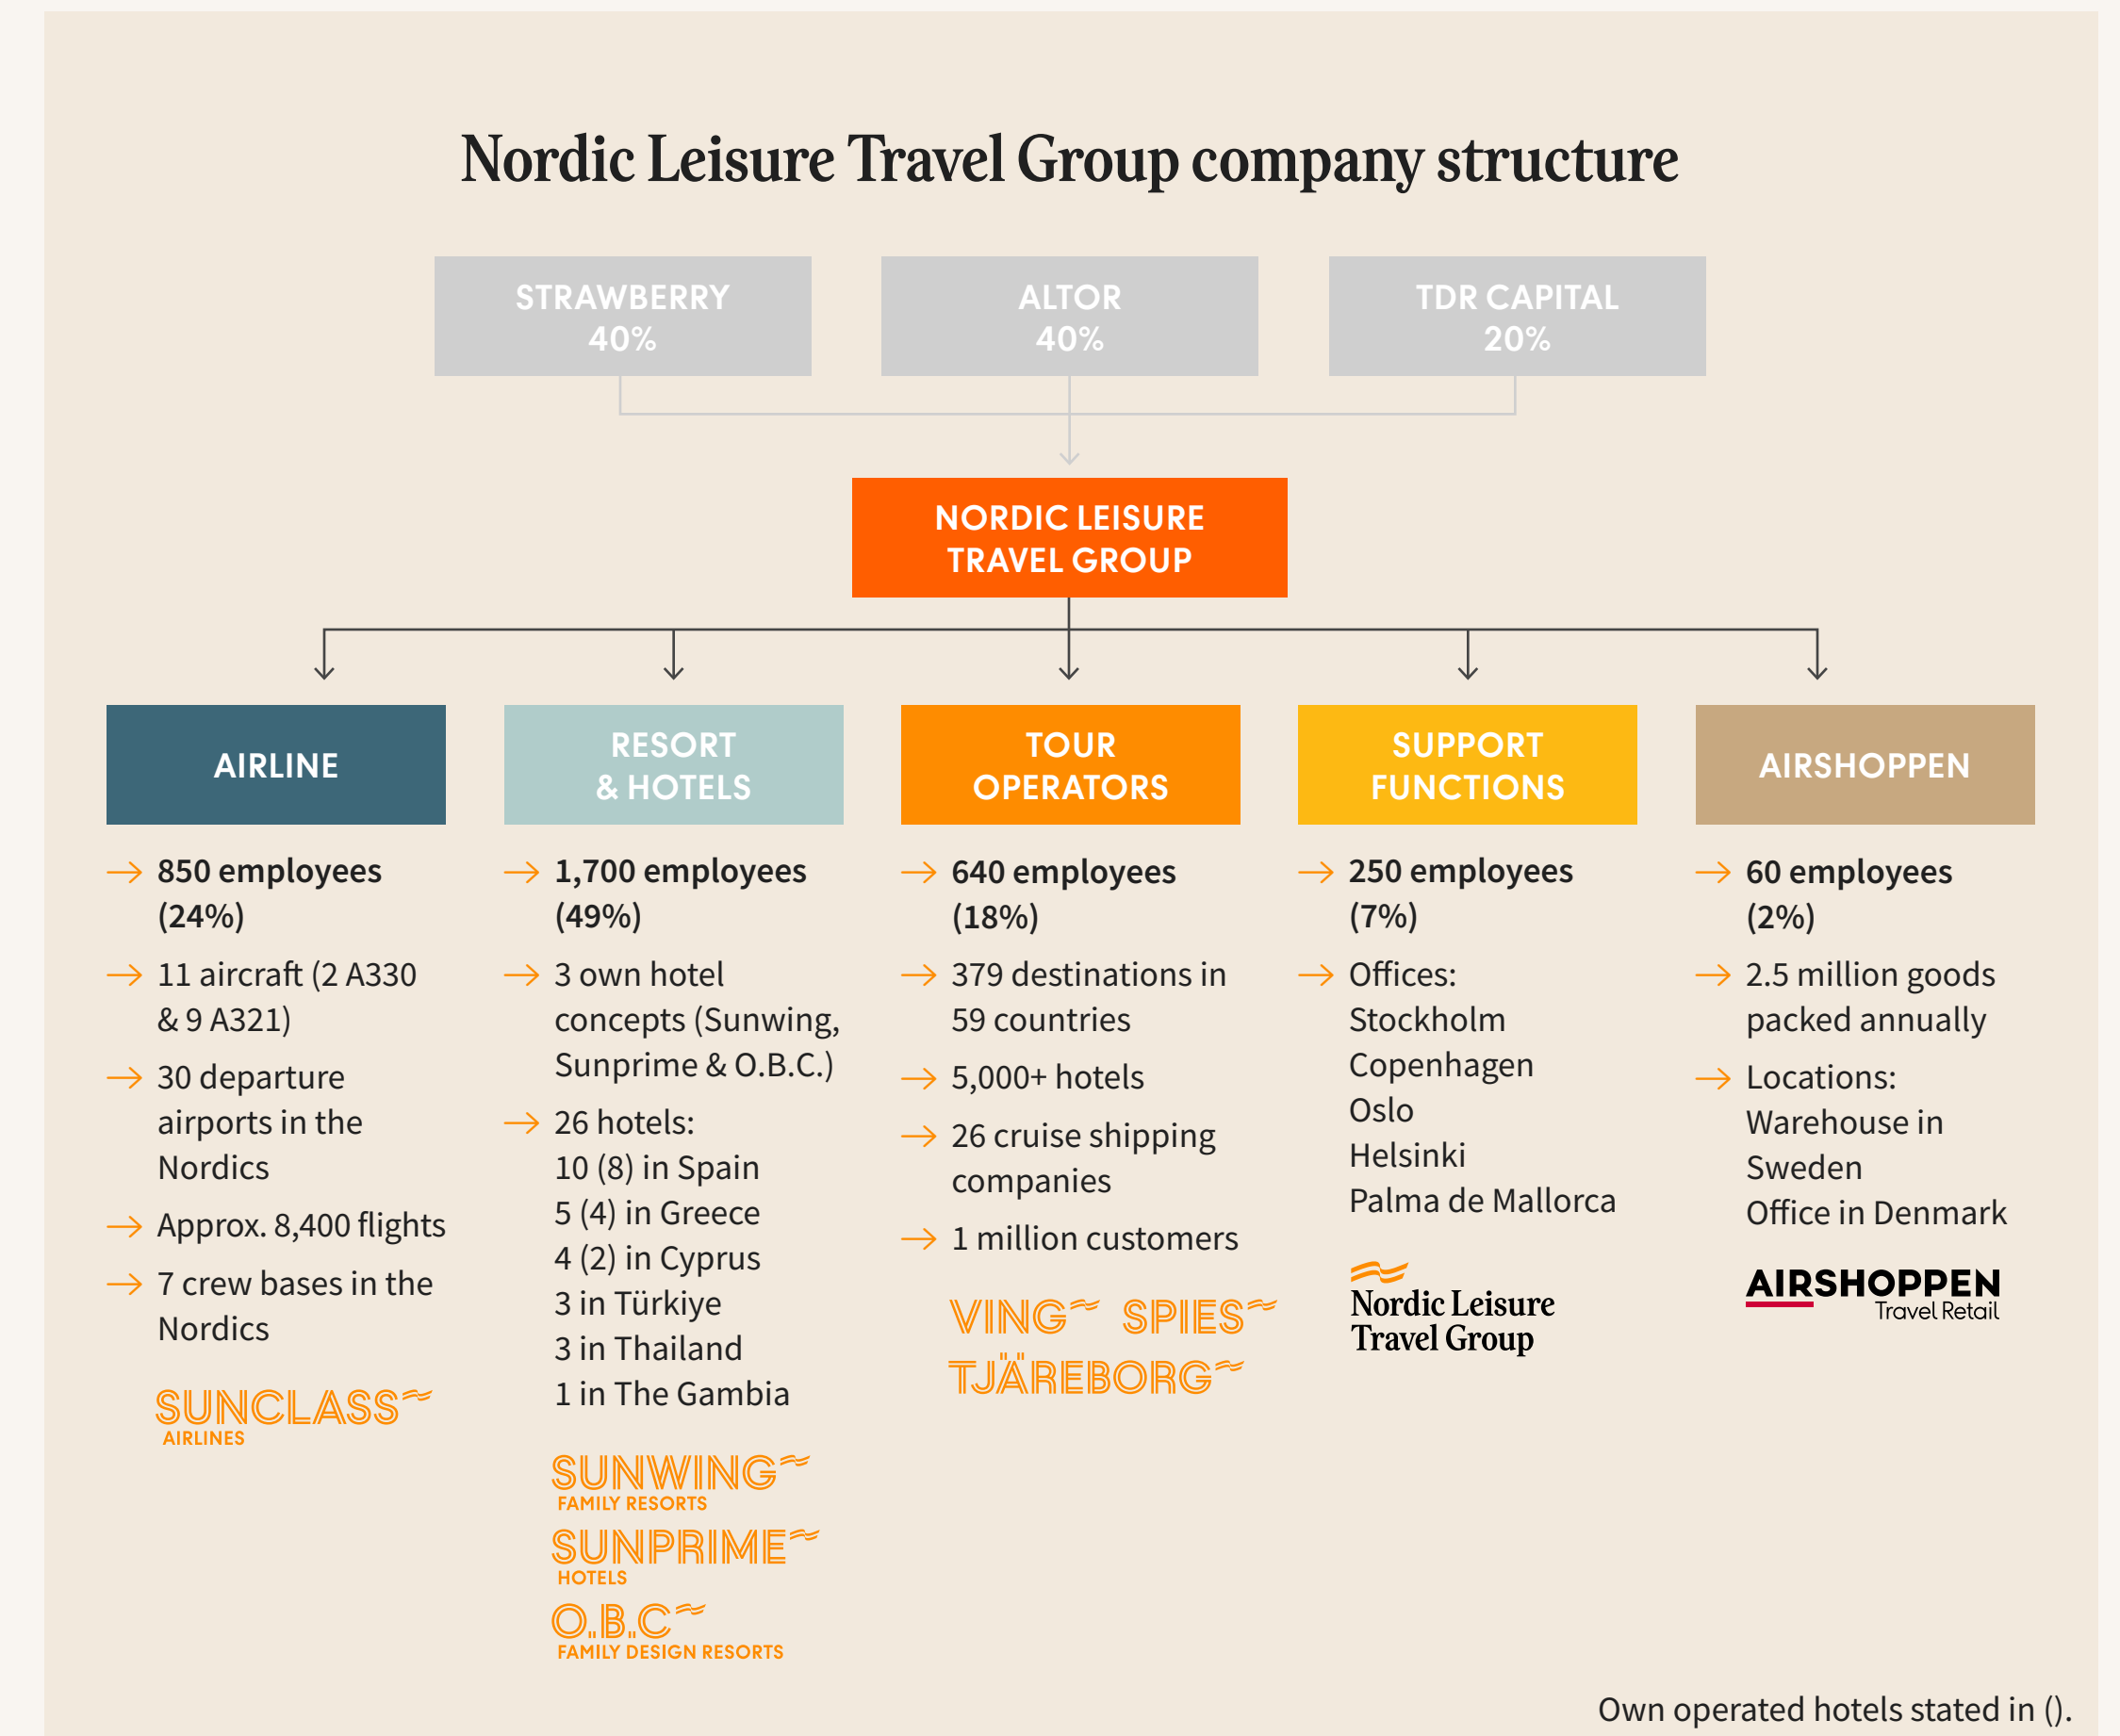 Nordic Leisure Travel Group company structure
STRAWBERRY
40%
ALTOR
40%
TDR CAPITAL
20%
NORDIC LEISURE
TRAVEL GROUP
AIRLINE
850 employees
(24%)
11 aircraft (2 A330
& 9 A321)
30 departure
airports in the
Nordics
Approx. 8,400 flights
7 crew bases in the
Nordics
SUNCLASS
AIRLINES
RESORT
& HOTELS
1,700 employees
(49%)
3 own hotel
concepts (Sunwing,
Sunprime & O.B.C.)
26 hotels:
10 (8) in Spain
5 (4) in Greece
4 (2) in Cyprus
3 in Türkiye
3 in Thailand
1 in The Gambia
SUNWING
FAMILY RESORTS
SUNPRIME
HOTELS
O.B.C
FAMILY DESIGN RESORTS
TOUR
OPERATORS
640 employees
(18%)
379 destinations in
59 countries
5,000+ hotels
26 cruise shipping
companies
1 million customers
VING SPIES
TJÄREBORG
SUPPORT
FUNCTIONS
250 employees
(7%)
Offices:
Stockholm
Copenhagen
Oslo
Helsinki
Palma de Mallorca
Nordic Leisure
Travel Group
AIRSHOPPEN
60 employees
(2%)
2.5 million goods
packed annually
Locations:
Warehouse in
Sweden
Office in Denmark
AIRSHOPPEN
Travel Retail
Own operated hotels stated in ().